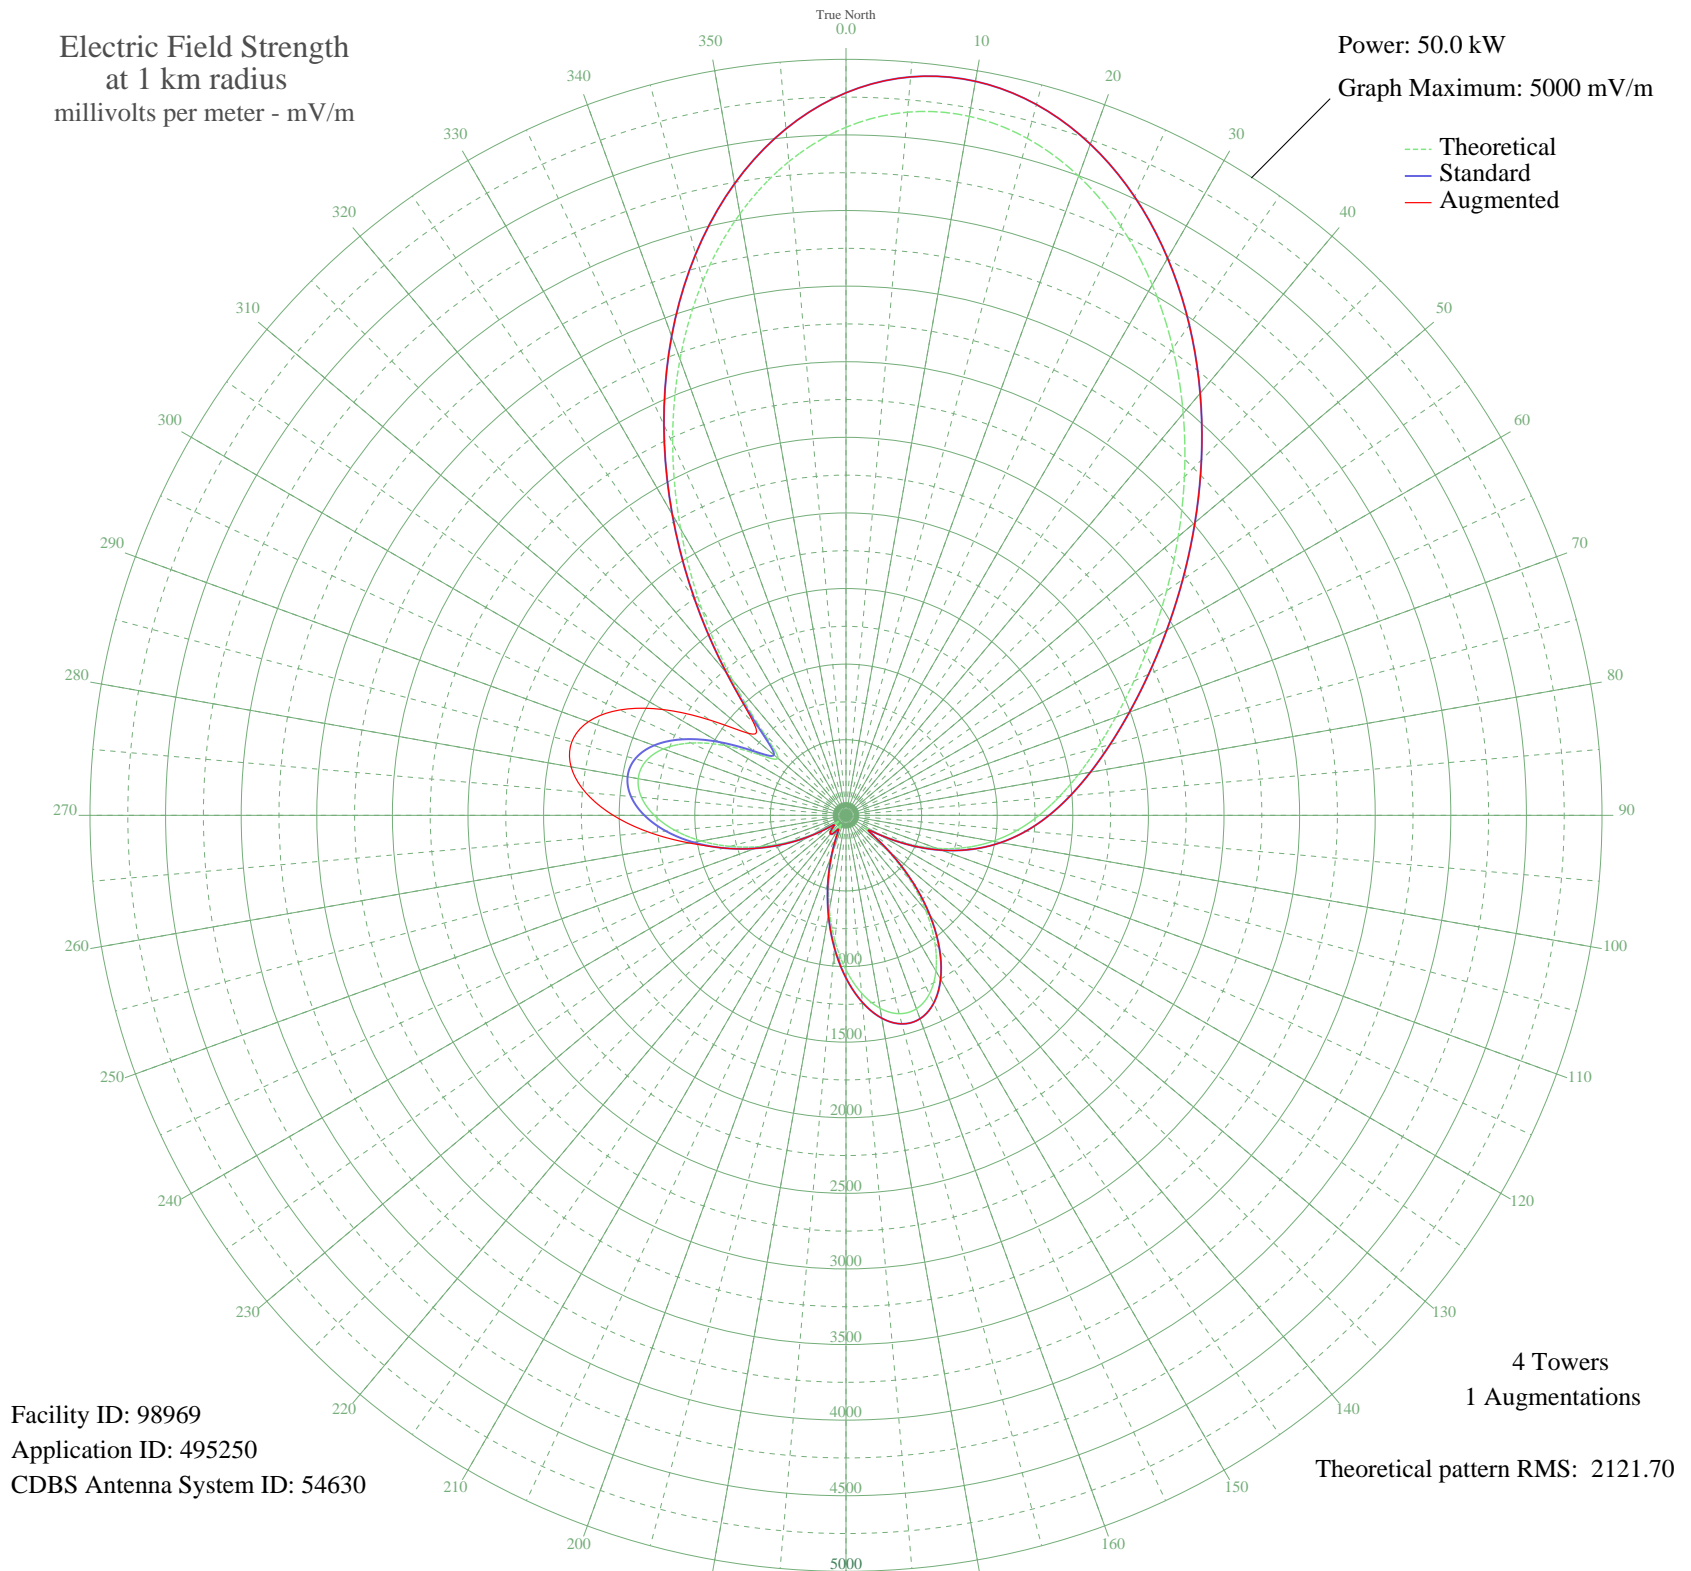 Electric Field Strength
at 1 km radius
millivolts per meter - mV/m
True North
0.0
Power: 50.0 kW
Graph Maximum: 5000 mV/m
Theoretical
Standard
Augmented
10
20
30
40
50
60
70
80
90
100
110
120
130
140
150
160
200
210
220
230
240
250
260
270
280
290
300
310
320
330
340
350
1000
1500
2000
2500
3000
3500
4000
4500
5000
4 Towers
1 Augmentations
Theoretical pattern RMS: 2121.70
Facility ID: 98969
Application ID: 495250
CDBS Antenna System ID: 54630